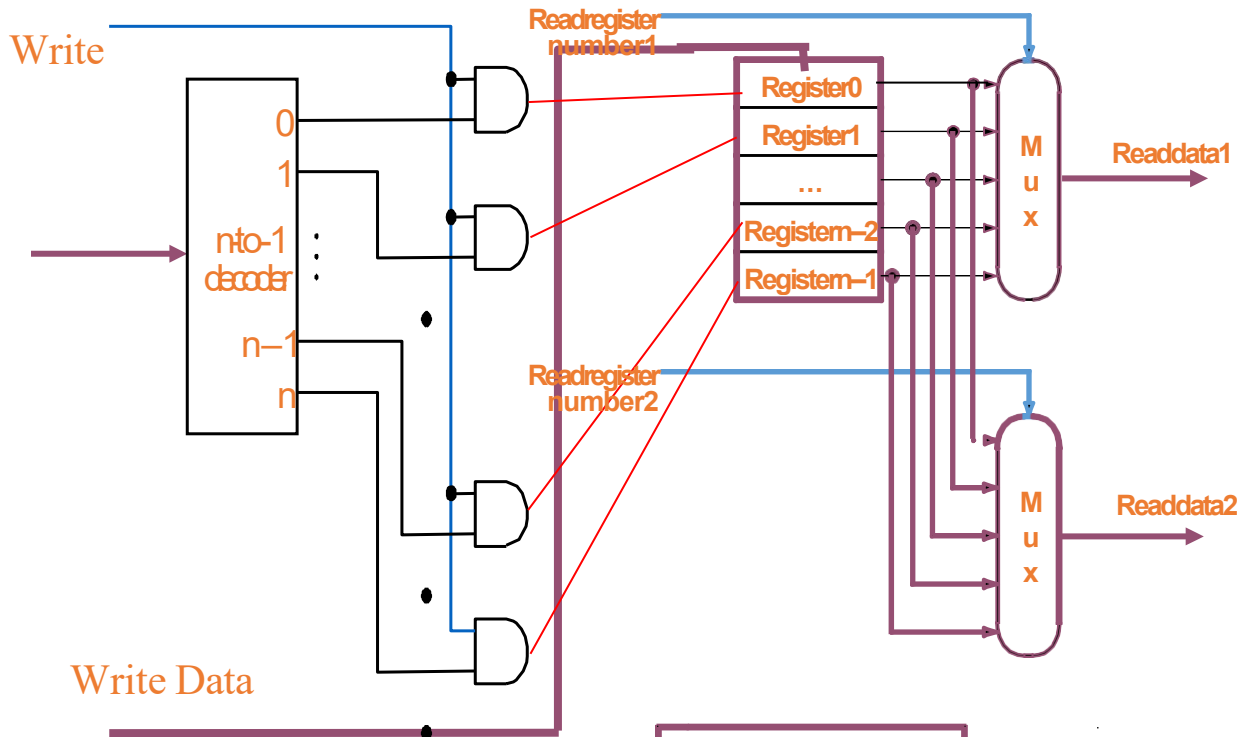 Write
0
1
n-to-1
decoder
n–1
n
Write Data
Readregister
number1
Register0
Register1
...
Registern–2
Registern–1
M
u
x
Readdata1
Readregister
number2
M
u
x
Readdata2